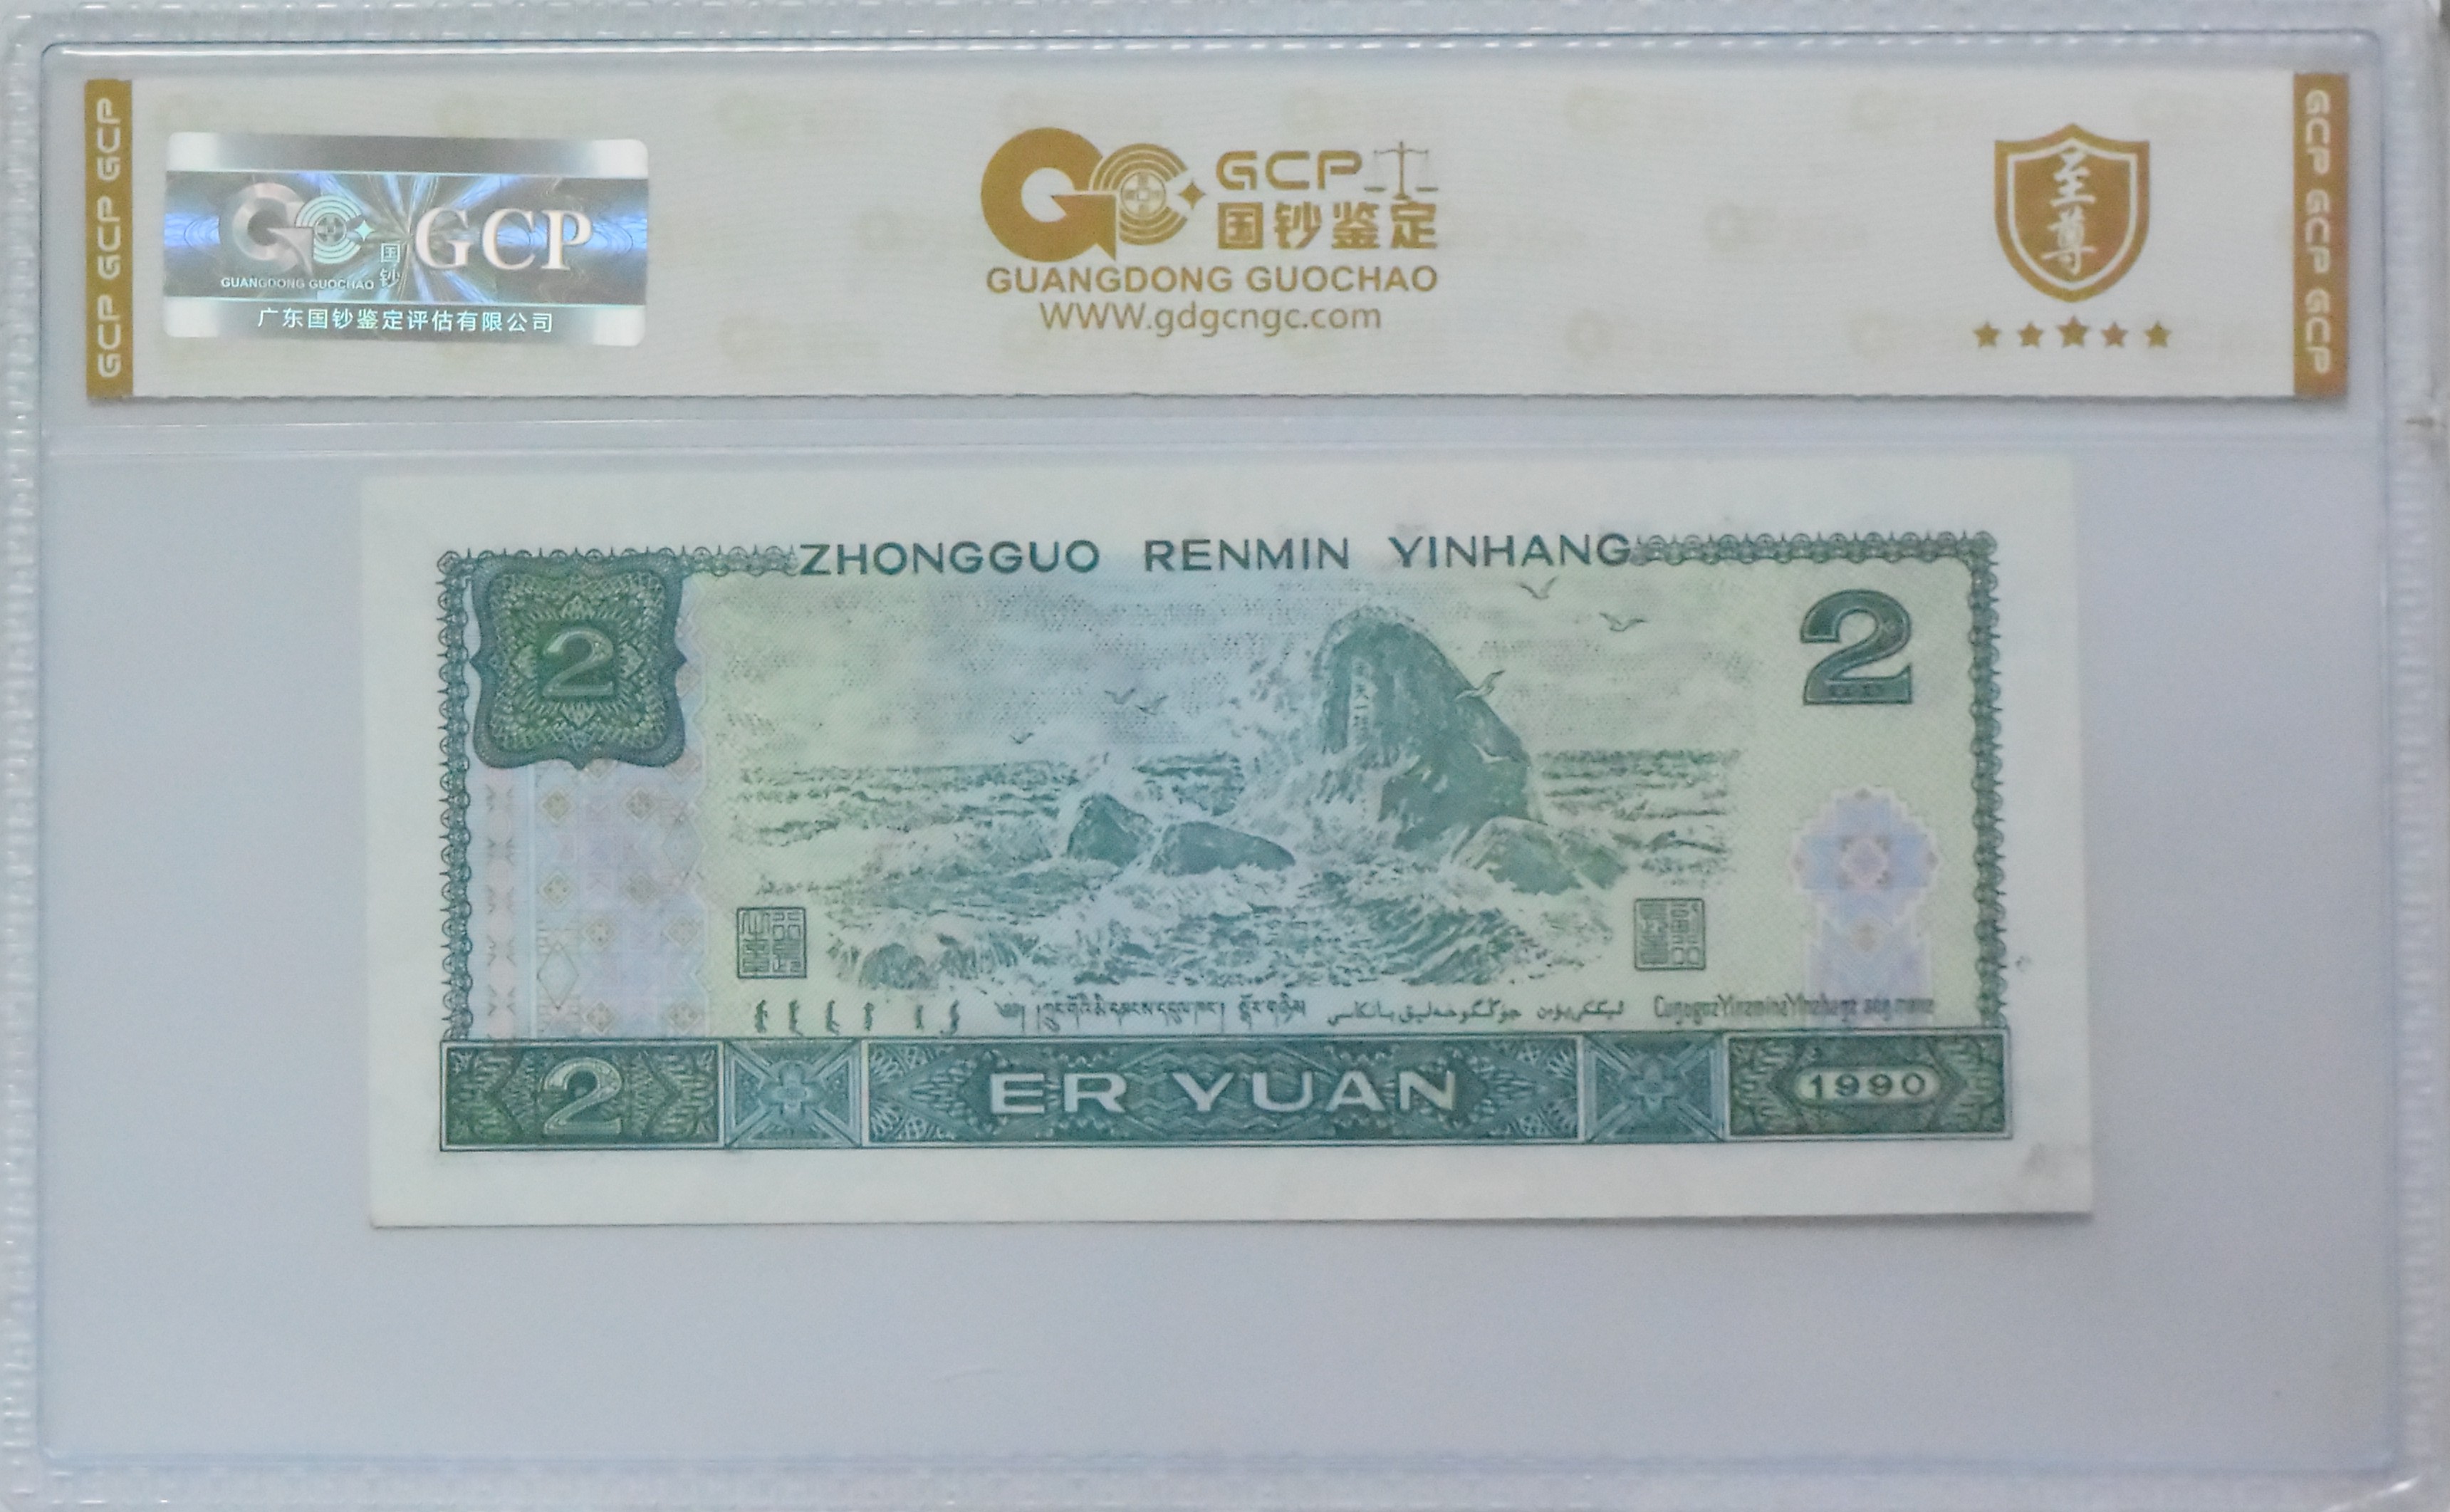 GCP GCP GCP
GUANGDONG GUOCHAO
国钞
GCP
广东国钞鉴定评估有限公司
GCP
国钞鉴定
GUANGDONG GUOCHAO
WWW.gdgcngc.com
至尊
GCP GCP GCP
ZHONGGUO RENMIN YINHANG
2
2
2
ER YUAN
1990